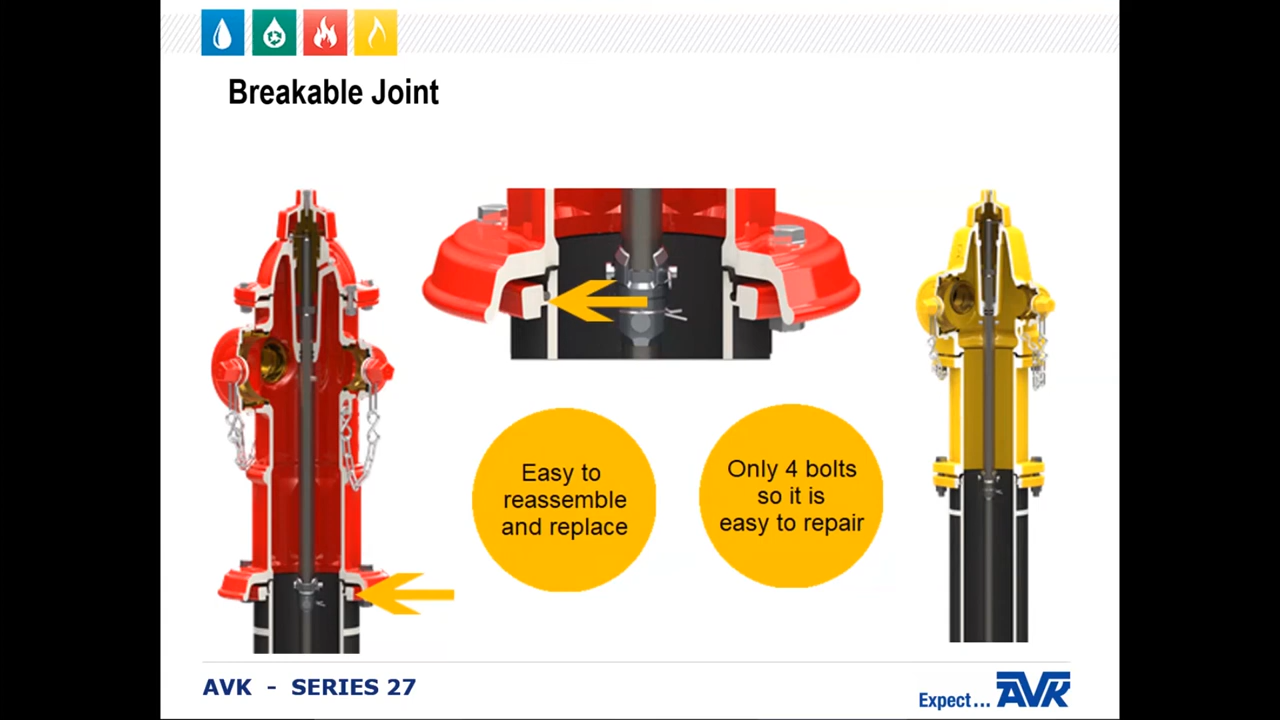 Breakable Joint
Easy to
reassemble
and replace
Only 4 bolts
so it is
easy to repair
AVK - SERIES 27
Expect... AVK